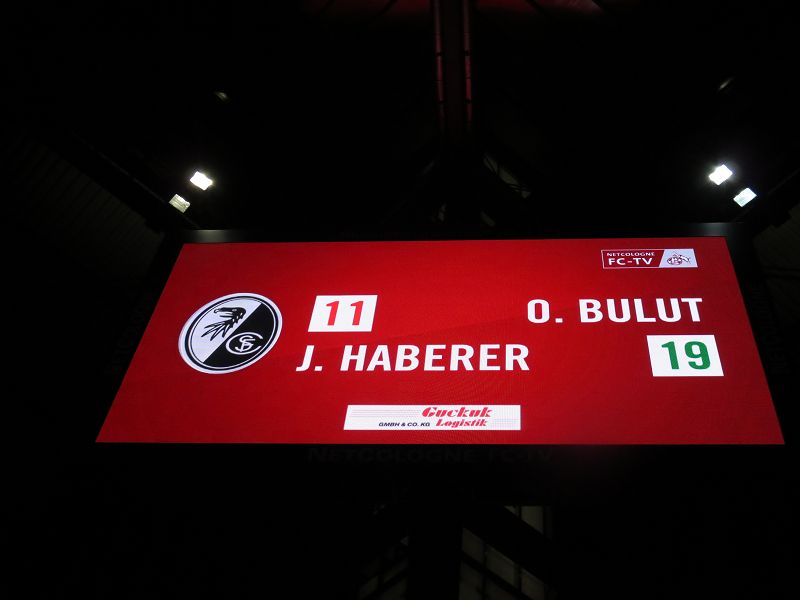 NETCOLOGNE
FC-TV
11
O. BULUT
J. HABERER
19
Guckuk
GMBH & CO. KG Logistik
NETCOLOGNE FC-TV